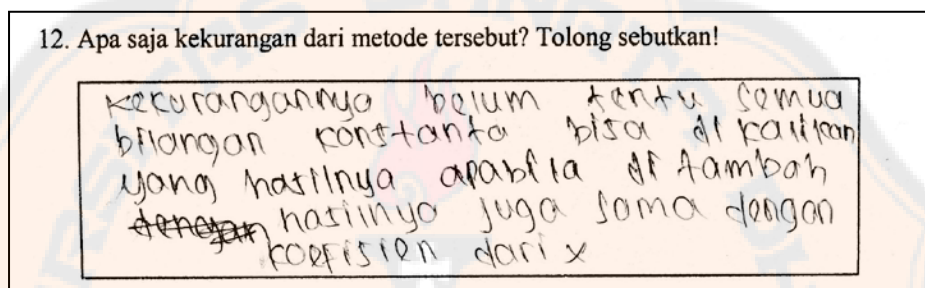 12. Apa saja kekurangan dari metode tersebut? Tolong sebutkan!
kekurangannya belum tentu semua
bilangan konstanta bisa di kalikan
yang hasilnya apabila di tambah
dengan hasilnya juga sama dengan
koefisien dari x